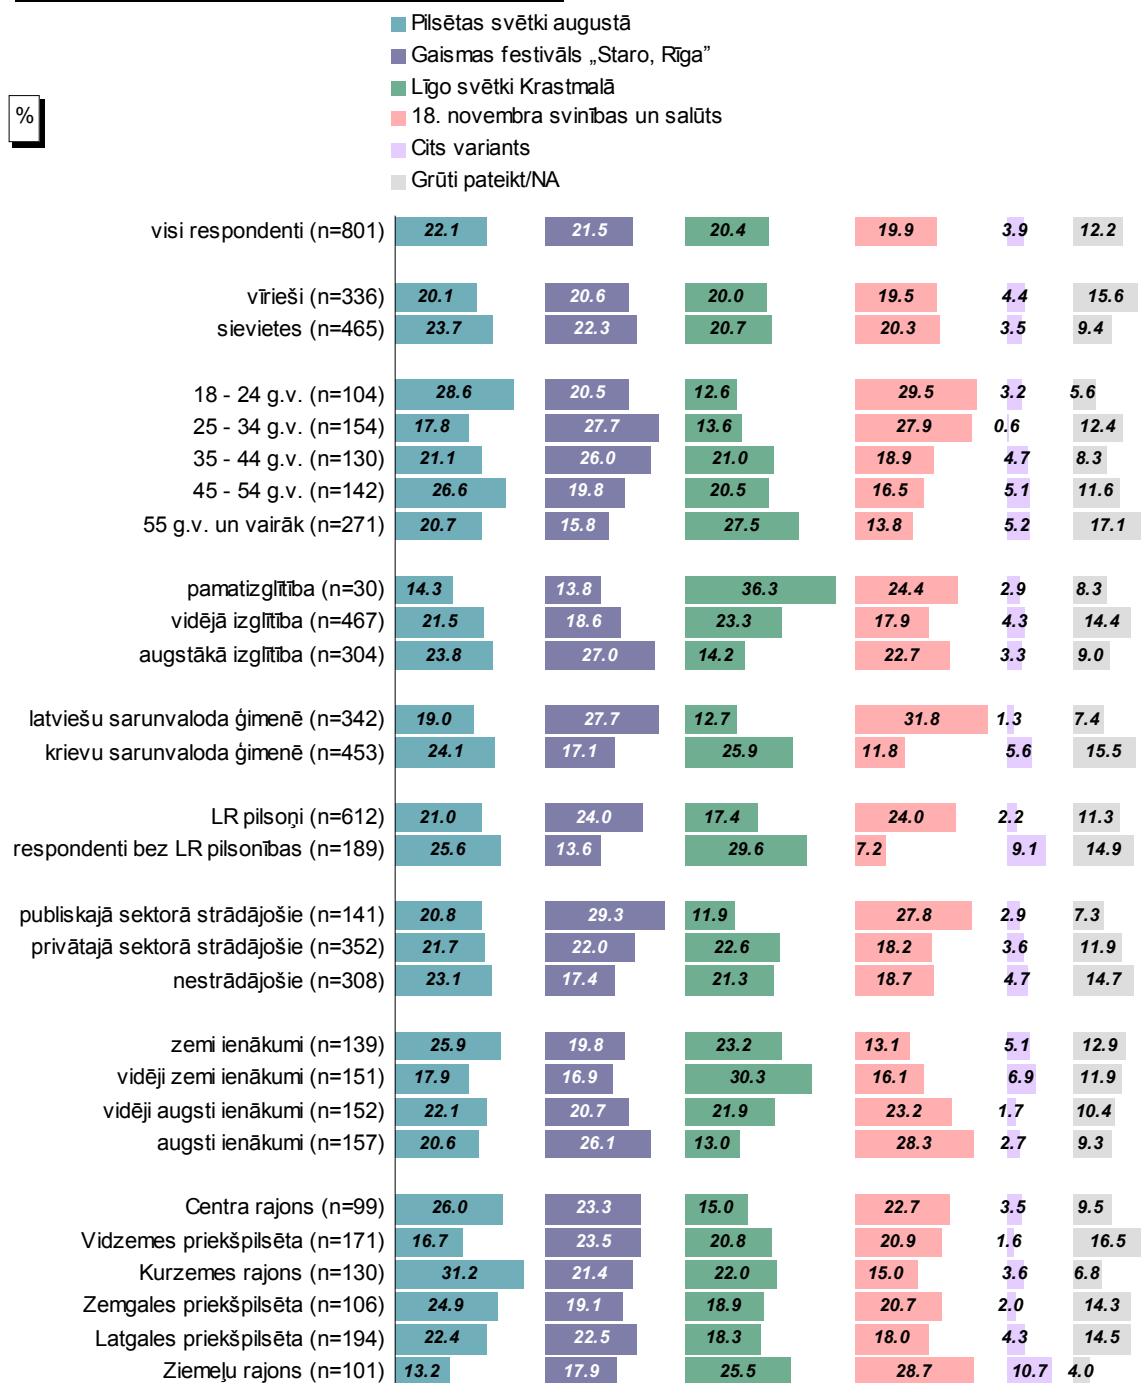 Pilsētas svētki augustā
Gaismas festivāls „Staro, Rīga”
Līgo svētki Krastmalā
%
18. novembra svinības un salūts
Cits variants
Grūti pateikt/NA
visi respondenti (n=801) 22.1 21.5 20.4 19.9 3.9 12.2
vīrieši (n=336) 20.1 20.6 20.0 19.5 4.4 15.6
sievietes (n=465) 23.7 22.3 20.7 20.3 3.5 9.4
18 - 24 g.v. (n=104) 28.6 20.5 12.6 29.5 3.2 5.6
25 - 34 g.v. (n=154) 17.8 27.7 13.6 27.9 0.6 12.4
35 - 44 g.v. (n=130) 21.1 26.0 21.0 18.9 4.7 8.3
45 - 54 g.v. (n=142) 26.6 19.8 20.5 16.5 5.1 11.6
55 g.v. un vairāk (n=271) 20.7 15.8 27.5 13.8 5.2 17.1
pamatizglītība (n=30) 14.3 13.8 36.3 24.4 2.9 8.3
vidējā izglītība (n=467) 21.5 18.6 23.3 17.9 4.3 14.4
augstākā izglītība (n=304) 23.8 27.0 14.2 22.7 3.3 9.0
latviešu sarunvaloda ģimenē (n=342) 19.0 27.7 12.7 31.8 1.3 7.4
krievu sarunvaloda ģimenē (n=453) 24.1 17.1 25.9 11.8 5.6 15.5
LR pilsoņi (n=612) 21.0 24.0 17.4 24.0 2.2 11.3
respondenti bez LR pilsonības (n=189) 25.6 13.6 29.6 7.2 9.1 14.9
publiskajā sektorā strādājošie (n=141) 20.8 29.3 11.9 27.8 2.9 7.3
privātajā sektorā strādājošie (n=352) 21.7 22.0 22.6 18.2 3.6 11.9
nestrādājošie (n=308) 23.1 17.4 21.3 18.7 4.7 14.7
zemi ienākumi (n=139) 25.9 19.8 23.2 13.1 5.1 12.9
vidēji zemi ienākumi (n=151) 17.9 16.9 30.3 16.1 6.9 11.9
vidēji augsti ienākumi (n=152) 22.1 20.7 21.9 23.2 1.7 10.4
augsti ienākumi (n=157) 20.6 26.1 13.0 28.3 2.7 9.3
Centra rajons (n=99) 26.0 23.3 15.0 22.7 3.5 9.5
Vidzemes priekšpilsēta (n=171) 16.7 23.5 20.8 20.9 1.6 16.5
Kurzemes rajons (n=130) 31.2 21.4 22.0 15.0 3.6 6.8
Zemgales priekšpilsēta (n=106) 24.9 19.1 18.9 20.7 2.0 14.3
Latgales priekšpilsēta (n=194) 22.4 22.5 18.3 18.0 4.3 14.5
Ziemeļu rajons (n=101) 13.2 17.9 25.5 28.7 10.7 4.0